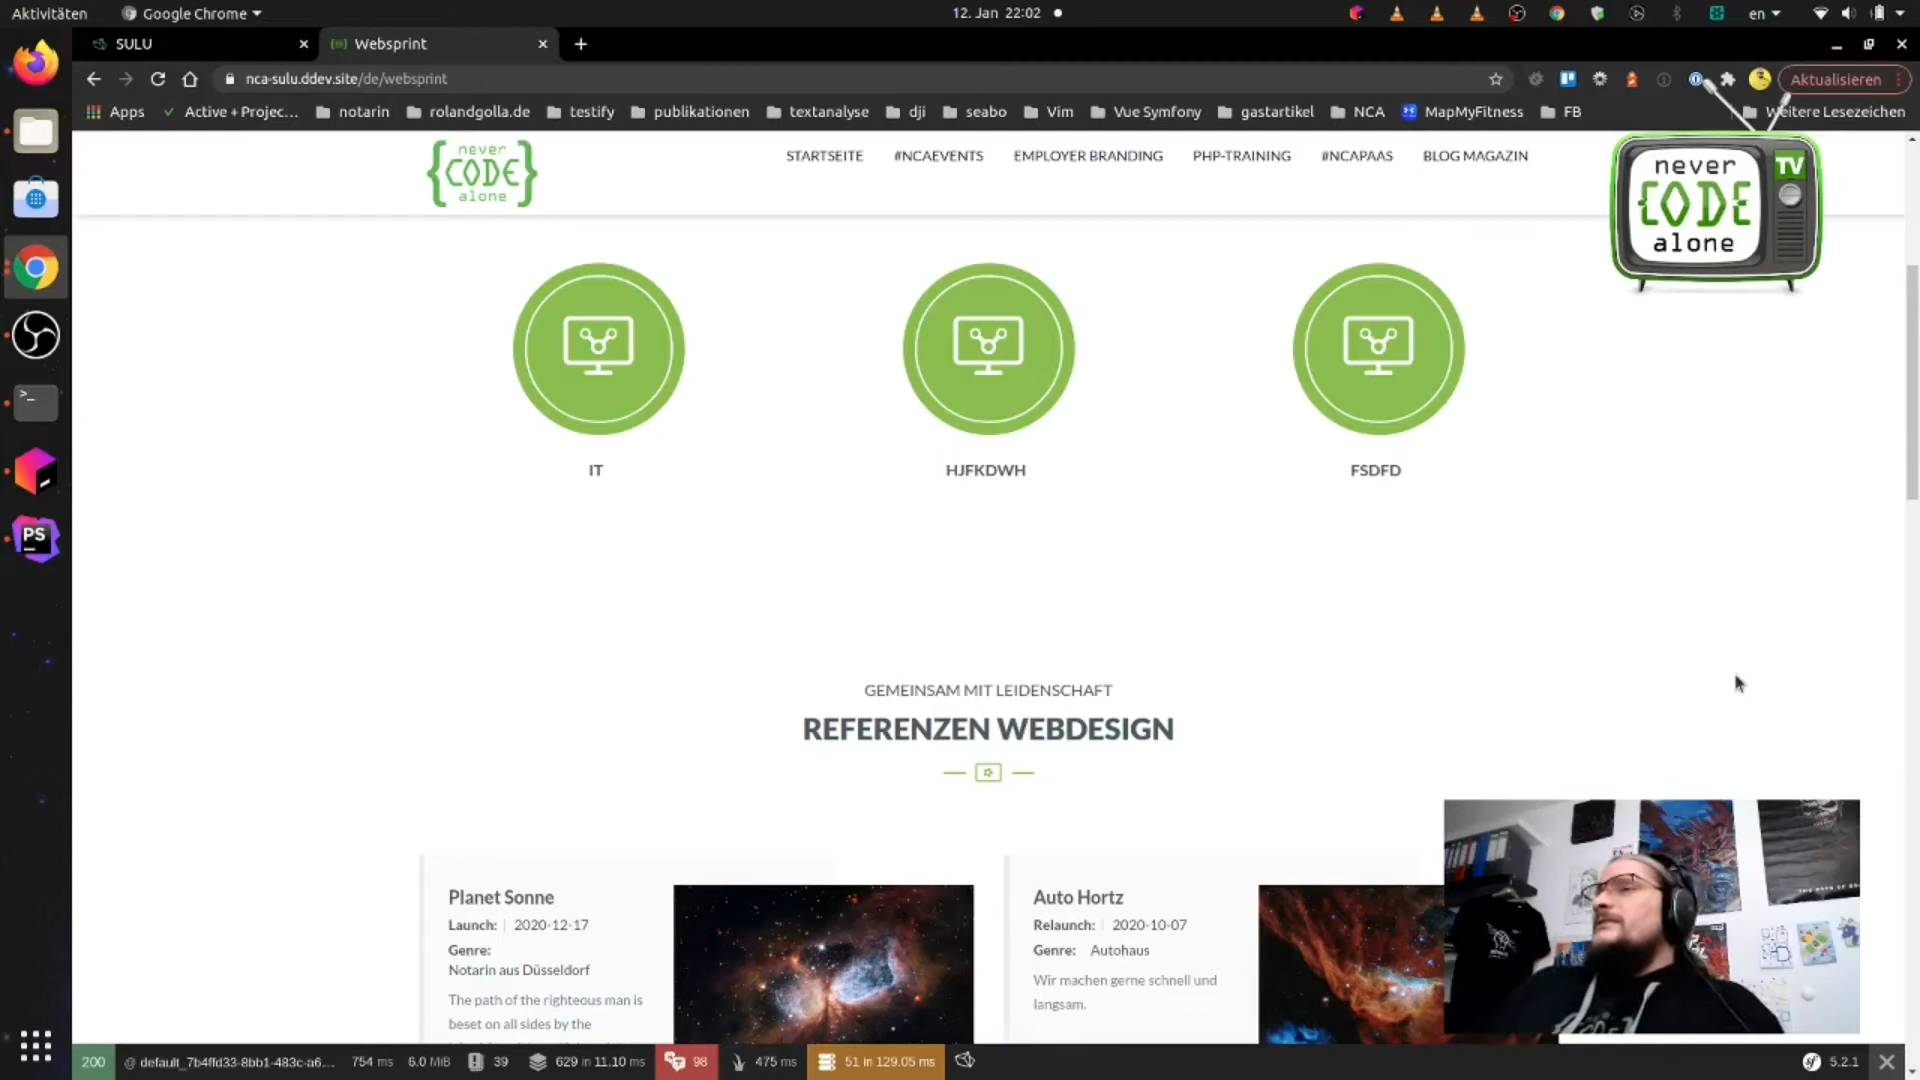 Aktivitäten
Google Chrome
12. Jan 22:02
en
SULU
Websprint
nca-sulu.ddev.site/de/websprint
Aktualisieren
Apps
Active + Projec...
notarin
rolandgolla.de
testify
publikationen
textanalyse
dji
seabo
Vim
Vue Symfony
gastartikel
NCA
MapMyFitness
FB
Weitere Lesezeichen
never
CODE
alone
STARTSEITE
#NCAEVENTS
EMPLOYER BRANDING
PHP-TRAINING
#NCAPAAS
BLOG MAGAZIN
never
CODE
alone
TV
IT
HJFKDWH
FSDFD
GEMEINSAM MIT LEIDENSCHAFT
REFERENZEN WEBDESIGN
Planet Sonne
Launch: 2020-12-17
Genre:
Notarin aus Düsseldorf
The path of the righteous man is
beset on all sides by the
Auto Hortz
Relaunch: 2020-10-07
Genre: Autohaus
Wir machen gerne schnell und
langsam.
PS
200
@ default_7b4ffd33-8bb1-483c-a6...
754 ms
6.0 MiB
39
629 in 11.10 ms
98
475 ms
51 in 129.05 ms
5.2.1